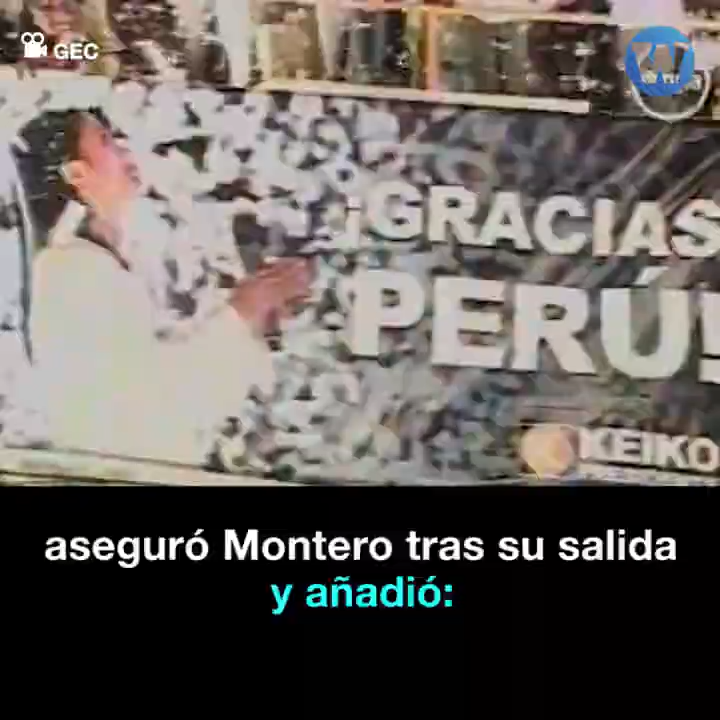 GEC
¡GRACIAS
PERÚ!
KEIKO
aseguró Montero tras su salida
y añadió: